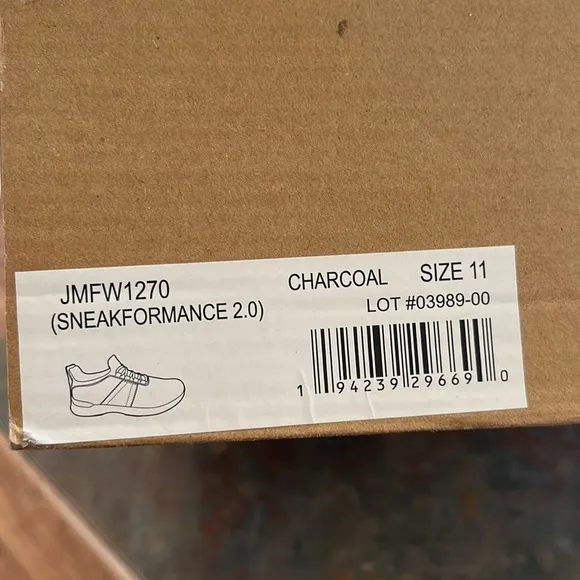 JMFW1270 CHARCOAL SIZE 11
(SNEAKFORMANCE 2.0) LOT #03989-00
1 94239 29669 0